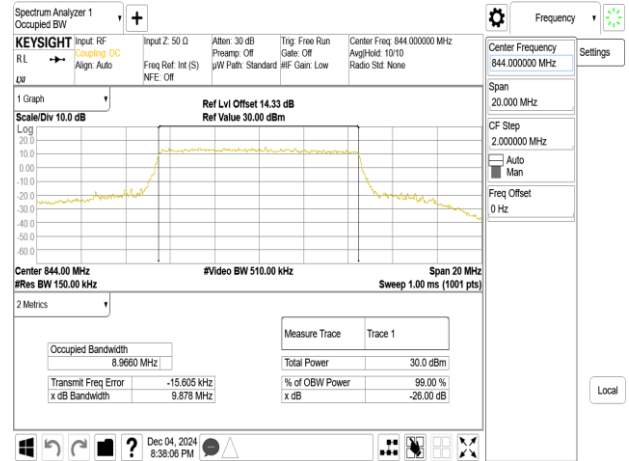 Spectrum Analyzer 1
Occupied BW
Frequency
KEYSIGHT
RL
LXI
Input: RF
Coupling: DC
Align: Auto
Input Z: 50 Ω
Freq Ref: Int (S)
NFE: Off
Atten: 30 dB
Preamp: Off
µW Path: Standard
Trig: Free Run
Gate: Off
#IF Gain: Low
Center Freq: 844.000000 MHz
Avg|Hold: 10/10
Radio Std: None
Center Frequency
844.000000 MHz
Settings
Span
20.000 MHz
CF Step
2.000000 MHz
Auto
Man
Freq Offset
0 Hz
1 Graph
Scale/Div 10.0 dB
Ref Lvl Offset 14.33 dB
Ref Value 30.00 dBm
Log
20.0
10.0
0.00
-10.0
-20.0
-30.0
-40.0
-50.0
-60.0
Center 844.00 MHz
#Video BW 510.00 kHz
Span 20 MHz
#Res BW 150.00 kHz
Sweep 1.00 ms (1001 pts)
2 Metrics
Measure Trace
Trace 1
Occupied Bandwidth
8.9660 MHz
Total Power
30.0 dBm
Transmit Freq Error
-15.605 kHz
% of OBW Power
99.00 %
x dB Bandwidth
9.878 MHz
x dB
-26.00 dB
Local
?
Dec 04, 2024
8:38:06 PM